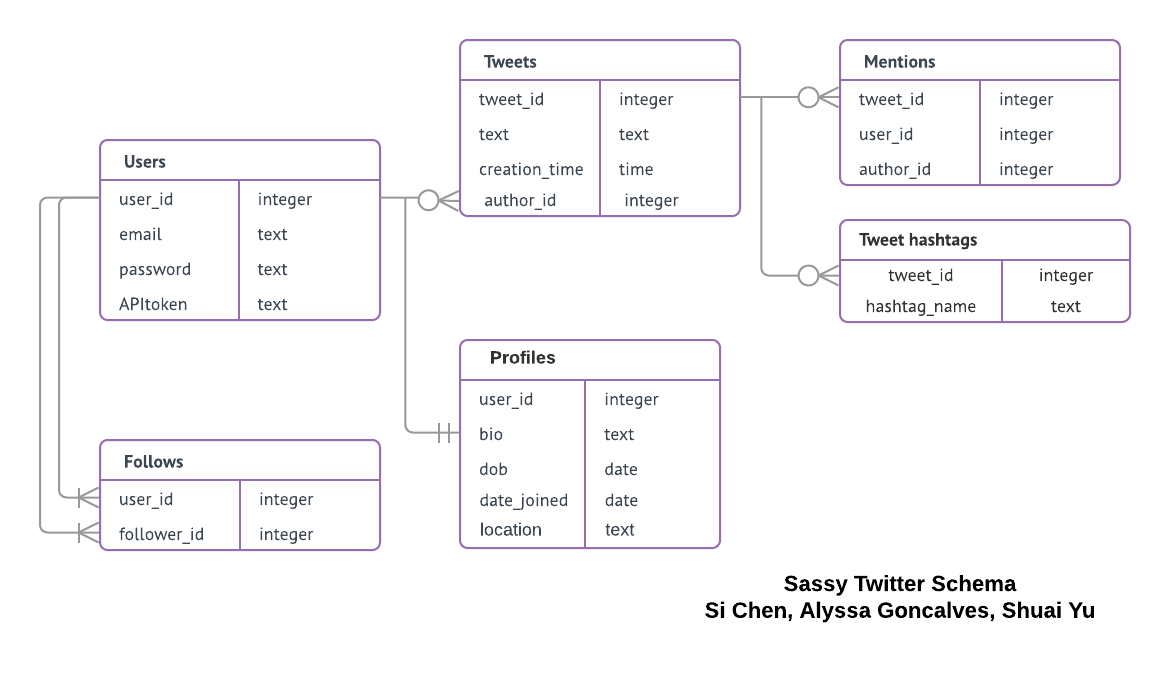 Users
user_id integer
email text
password text
APItoken text
Follows
user_id integer
follower_id integer
Tweets
tweet_id integer
text text
creation_time time
author_id integer
Profiles
user_id integer
bio text
dob date
date_joined date
location text
Mentions
tweet_id integer
user_id integer
author_id integer
Tweet hashtags
tweet_id integer
hashtag_name text
Sassy Twitter Schema
Si Chen, Alyssa Goncalves, Shuai Yu